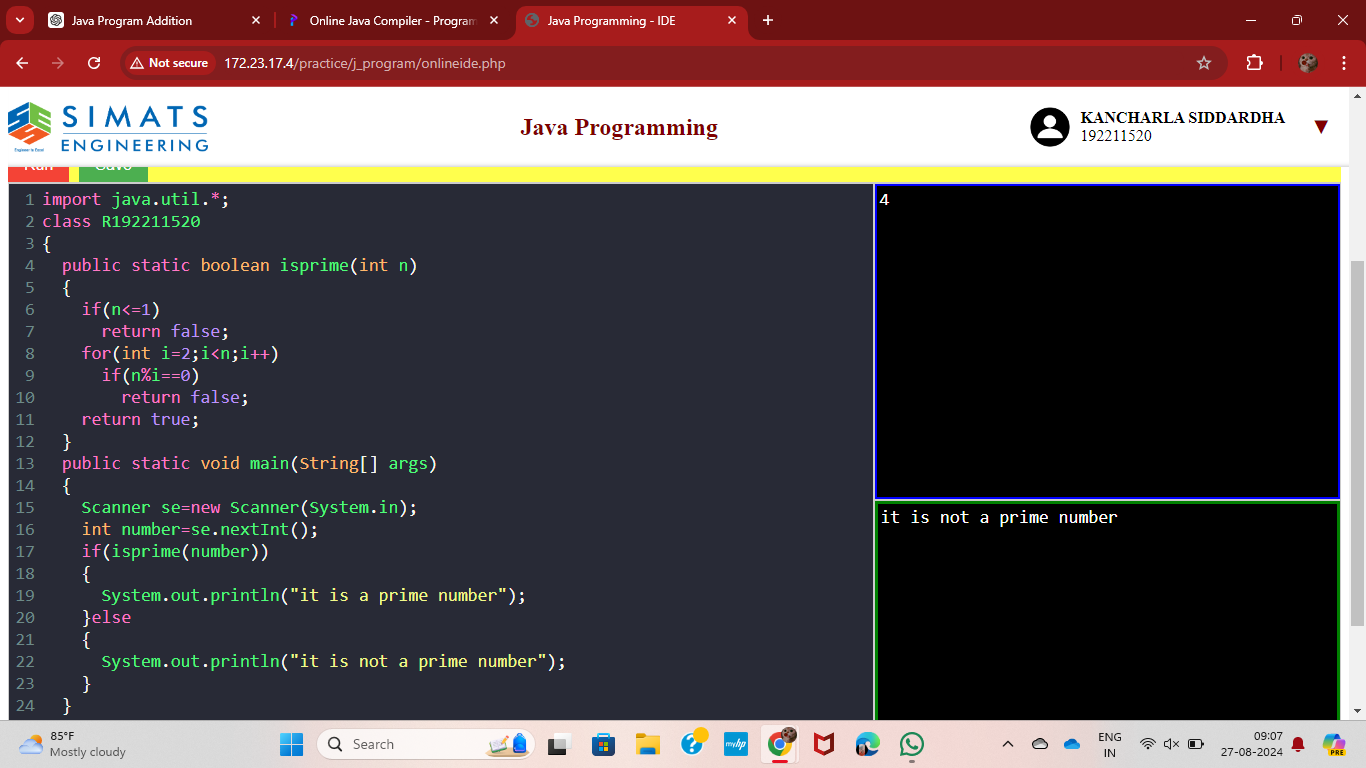 Java Program Addition
Online Java Compiler - Program
Java Programming - IDE
Not secure
172.23.17.4/practice/j_program/onlineide.php
SIMATS
ENGINEERING
Engineer to Excel
Java Programming
KANCHARLA SIDDARDHA
192211520
Run
Save
1 import java.util.*;
2 class R192211520
3 {
4 public static boolean isprime(int n)
5 {
6 if(n<=1)
7 return false;
8 for(int i=2;i<n;i++)
9 if(n%i==0)
10 return false;
11 return true;
12 }
13 public static void main(String[] args)
14 {
15 Scanner se=new Scanner(System.in);
16 int number=se.nextInt();
17 if(isprime(number))
18 {
19 System.out.println("it is a prime number");
20 }else
21 {
22 System.out.println("it is not a prime number");
23 }
24 }
4
it is not a prime number
85°F
Mostly cloudy
Search
myhp
ENG
IN
09:07
27-08-2024
PRE